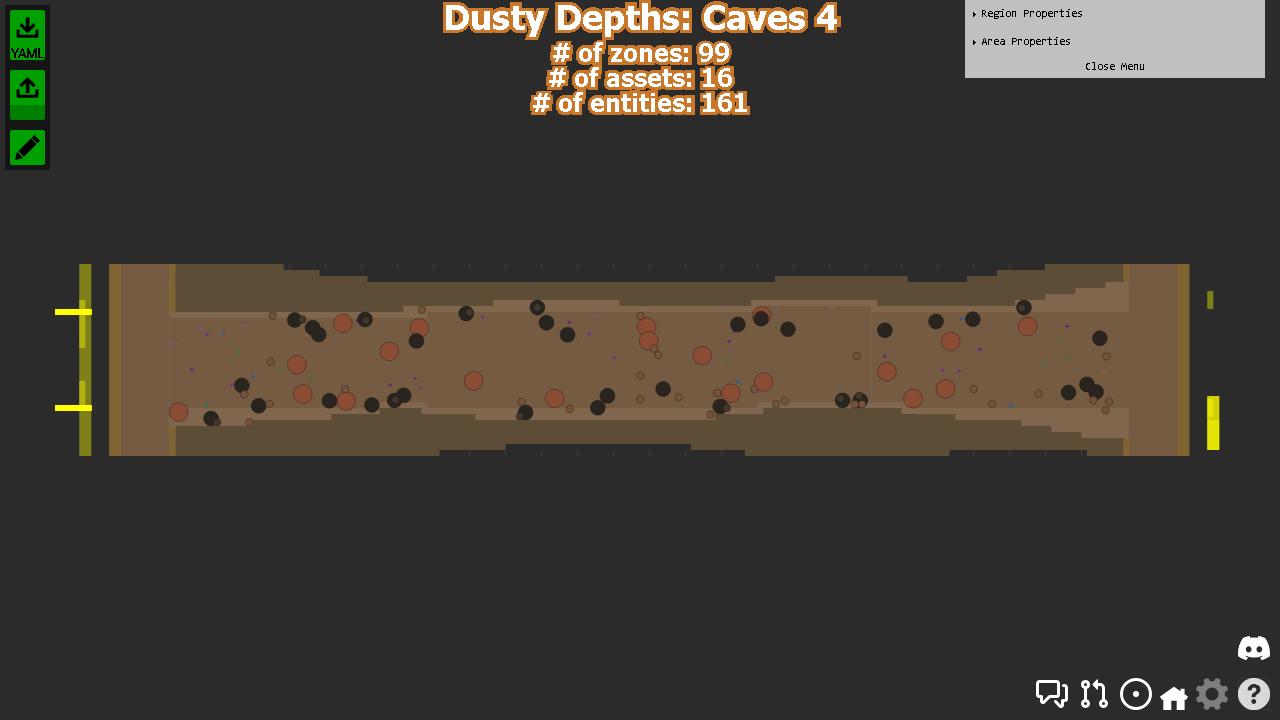 Dusty Depths: Caves 4
# of zones: 99
# of assets: 16
# of entities: 161
YAML
Region Properties
Area Properties
Close Menu
?